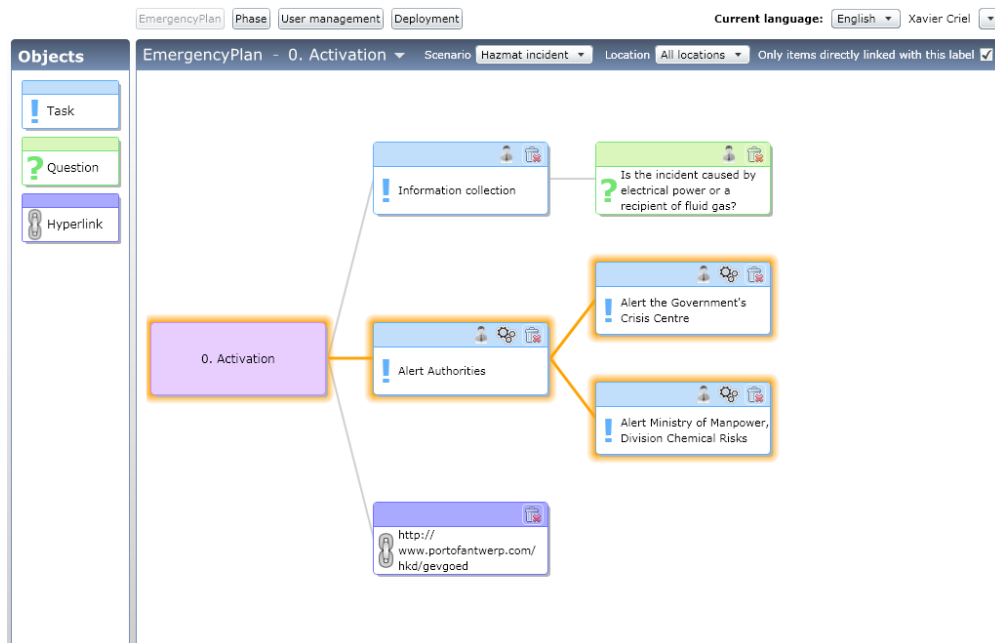 EmergencyPlan Phase User management Deployment Current language: English Xavier Criel
Objects
EmergencyPlan - 0. Activation Scenario Hazmat incident Location All locations Only items directly linked with this label
! Task
? Question
Hyperlink
! Information collection
? Is the incident caused by
electrical power or a
recipient of fluid gas?
! Alert the Government's
Crisis Centre
0. Activation
! Alert Authorities
! Alert Ministry of Manpower,
Division Chemical Risks
http://
www.portofantwerp.com/
hkd/gevgoed